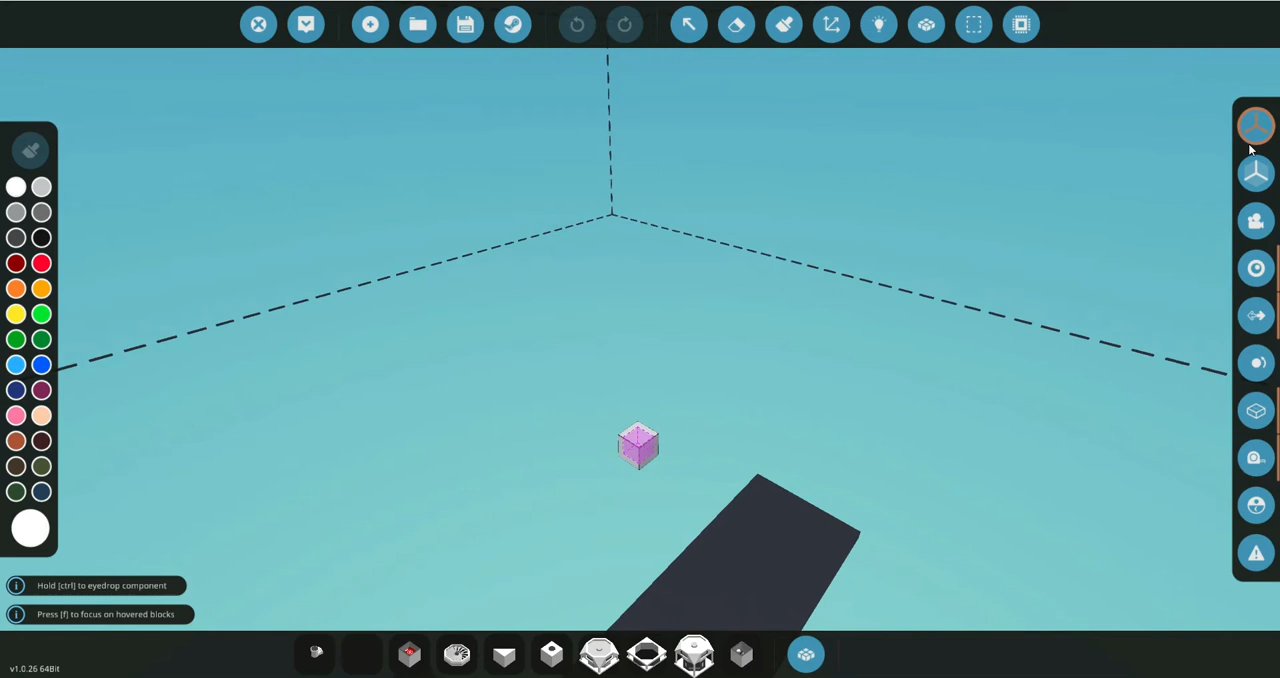 Hold [ctrl] to eyedrop component
Press [f] to focus on hovered blocks
v1.0.26 64Bit